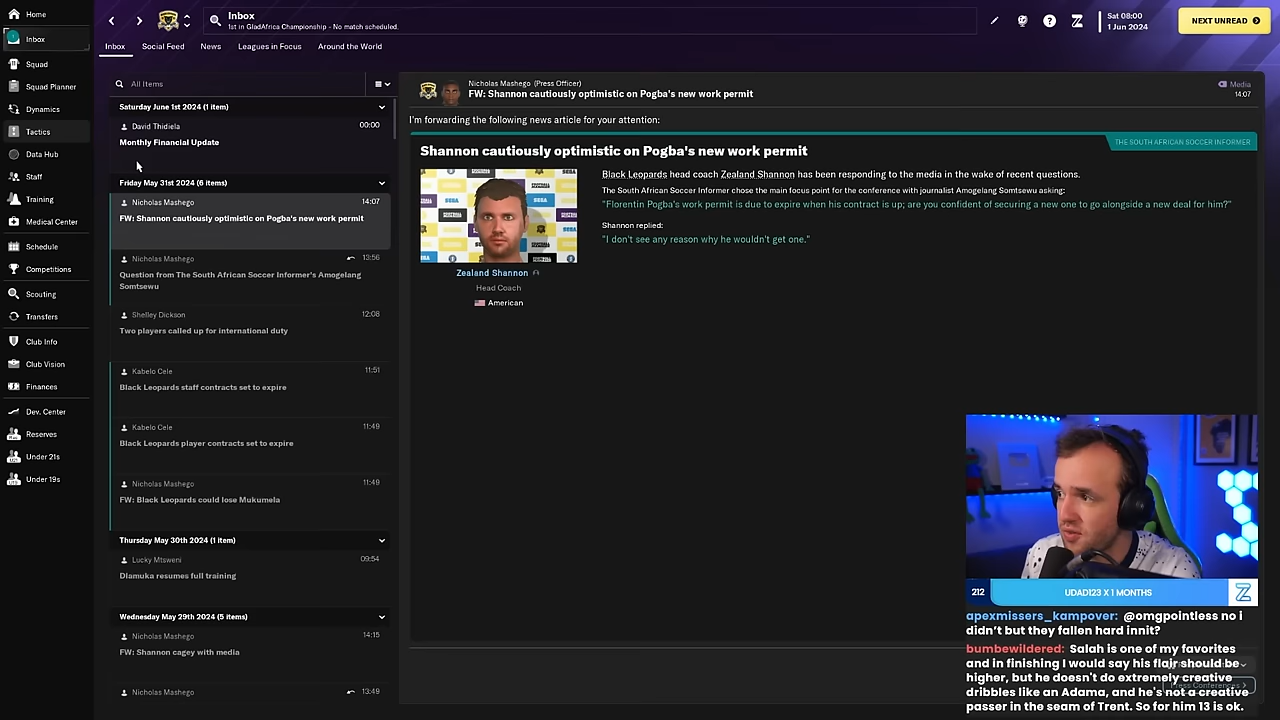 Home
Inbox
Squad
Squad Planner
Dynamics
Tactics
Data Hub
Staff
Training
Medical Center
Schedule
Competitions
Scouting
Transfers
Club Info
Club Vision
Finances
Dev. Center
Reserves
Under 21s
Under 19s
Inbox
1st in GladAfrica Championship - No match scheduled.
Sat 08:00
1 Jun 2024
NEXT UNREAD
Inbox
Social Feed
News
Leagues in Focus
Around the World
All Items
Saturday June 1st 2024 (1 item)
David Thidiela
00:00
Monthly Financial Update
Friday May 31st 2024 (6 items)
Nicholas Mashego
14:07
FW: Shannon cautiously optimistic on Pogba's new work permit
Nicholas Mashego
13:56
Question from The South African Soccer Informer's Amogelang
Somtsewu
Shelley Dickson
12:08
Two players called up for international duty
Kabelo Cele
11:51
Black Leopards staff contracts set to expire
Kabelo Cele
11:49
Black Leopards player contracts set to expire
Nicholas Mashego
11:49
FW: Black Leopards could lose Mukumela
Thursday May 30th 2024 (1 item)
Lucky Mtsweni
09:54
Dlamuka resumes full training
Wednesday May 29th 2024 (5 items)
Nicholas Mashego
14:15
FW: Shannon cagey with media
Nicholas Mashego
13:49
Nicholas Mashego (Press Officer)
FW: Shannon cautiously optimistic on Pogba's new work permit
Media
14:07
I'm forwarding the following news article for your attention:
THE SOUTH AFRICAN SOCCER INFORMER
Shannon cautiously optimistic on Pogba's new work permit
Black Leopards head coach Zealand Shannon has been responding to the media in the wake of recent questions.
The South African Soccer Informer chose the main focus point for the conference with journalist Amogelang Somtsewu asking:
"Florentin Pogba's work permit is due to expire when his contract is up; are you confident of securing a new one to go alongside a new deal for him?"
Shannon replied:
"I don't see any reason why he wouldn't get one."
Zealand Shannon
Head Coach
American
212
UDAD123 X 1 MONTHS
Z
apexmissers_kampover: @omgpointless no i
didn't but they fallen hard innit?
bumbewildered: Salah is one of my favorites
and in finishing I would say his flair should be
higher, but he doesn't do extremely creative
dribbles like an Adama, and he's not a creative
passer in the seam of Trent. So for him 13 is ok.
Press Conferences